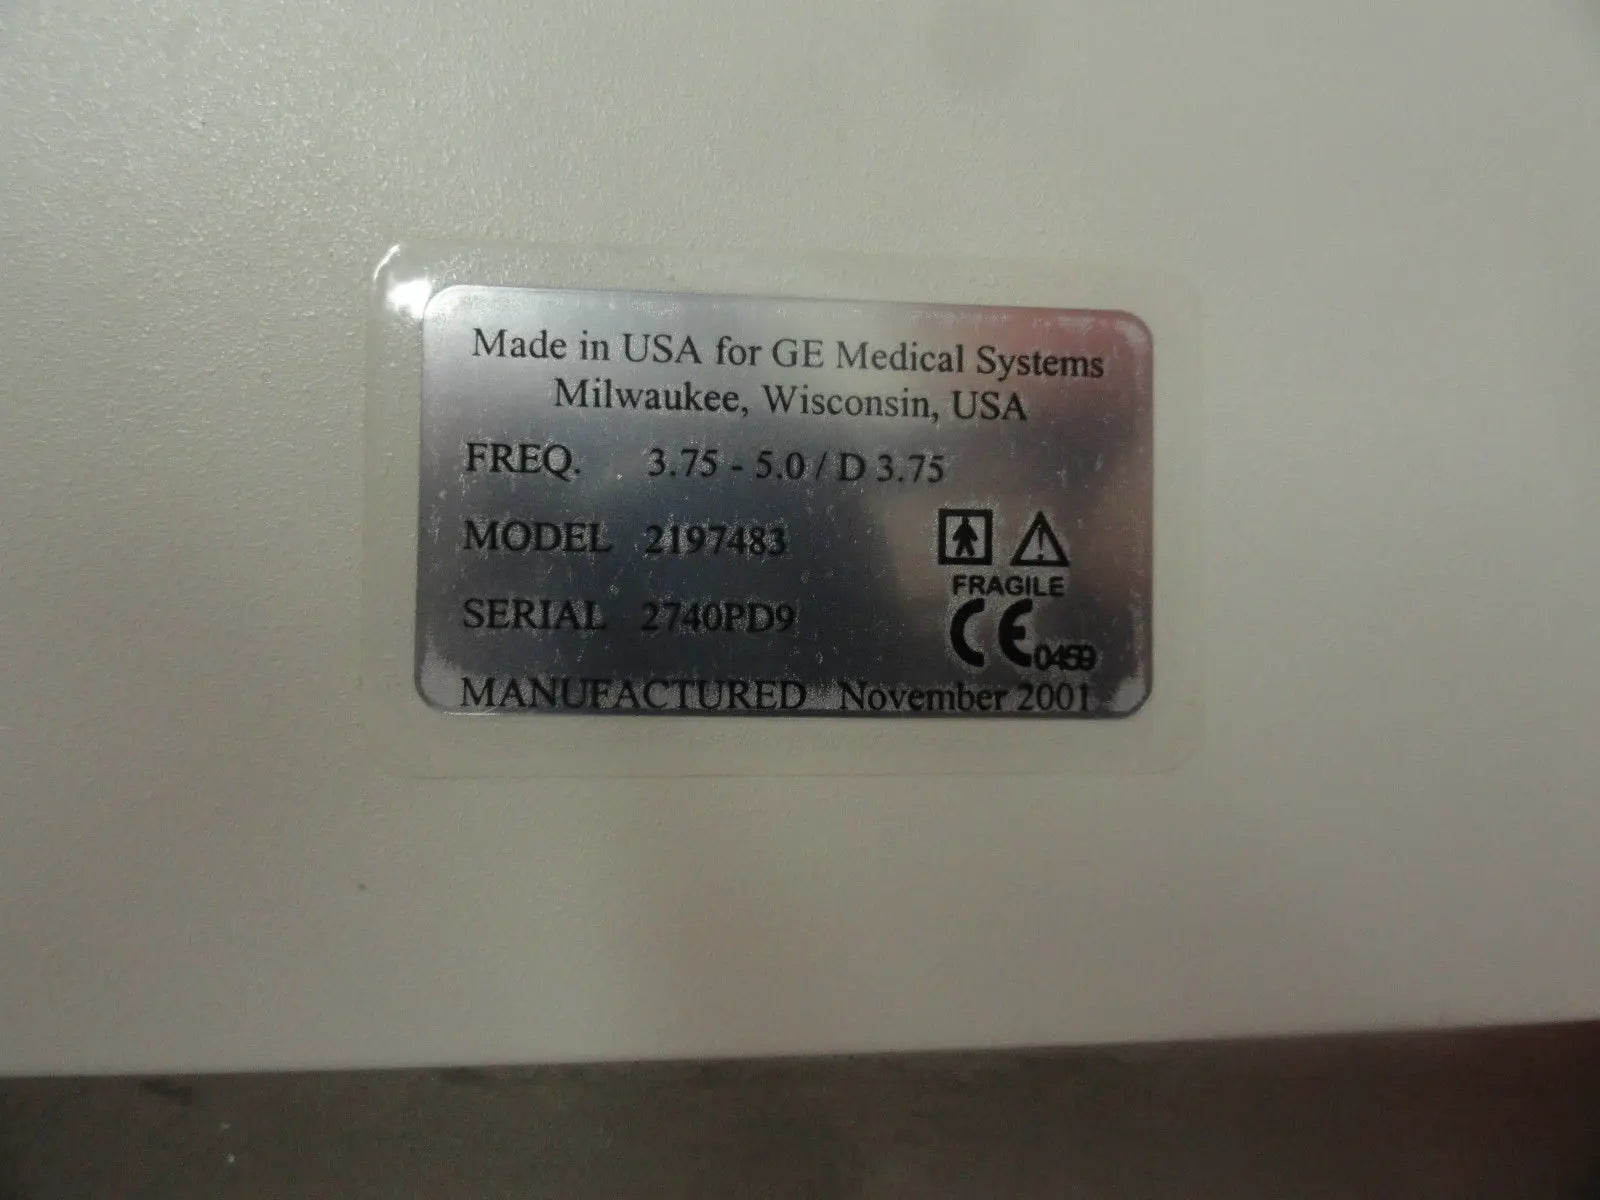 Made in USA for GE Medical Systems
Milwaukee, Wisconsin, USA
FREQ. 3.75 - 5.0 / D 3.75
MODEL 2197483
SERIAL 2740PD9
FRAGILE
CE 0459
MANUFACTURED November 2001